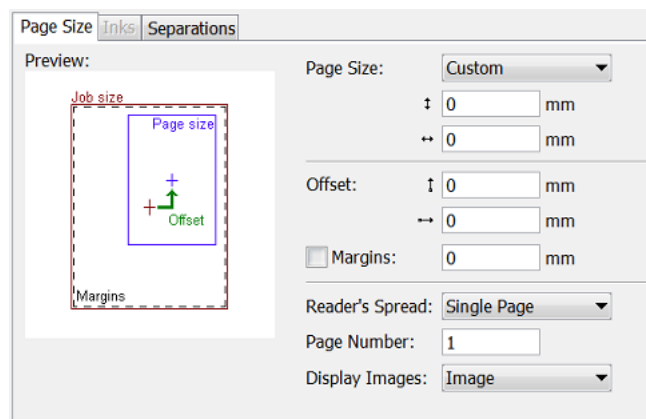 Page Size Inks Separations
Preview:
Job size
Page size
Offset
Margins
Page Size: Custom
0 mm
0 mm
Offset: 0 mm
0 mm
Margins: 0 mm
Reader's Spread: Single Page
Page Number: 1
Display Images: Image